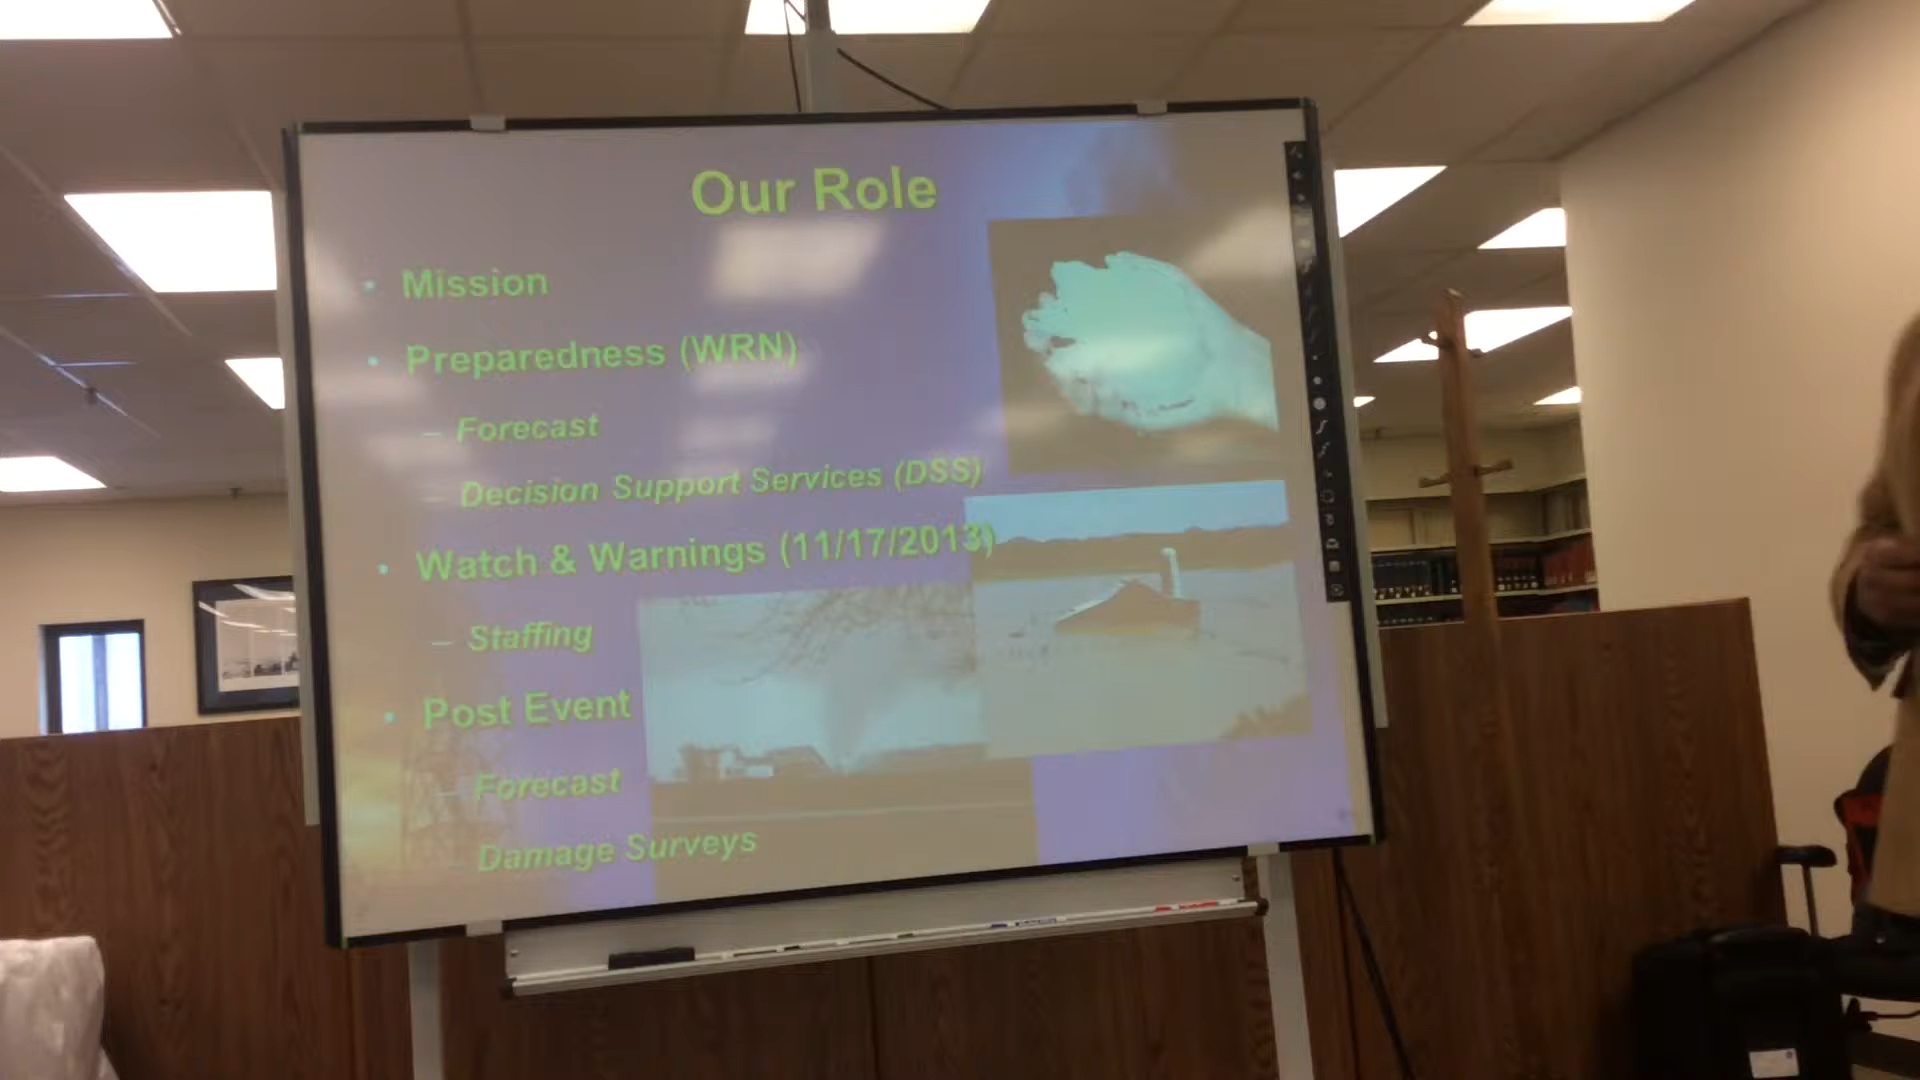 Our Role
• Mission
• Preparedness (WRN)
– Forecast
– Decision Support Services (DSS)
• Watch & Warnings (11/17/2013)
– Staffing
• Post Event
– Forecast
– Damage Surveys